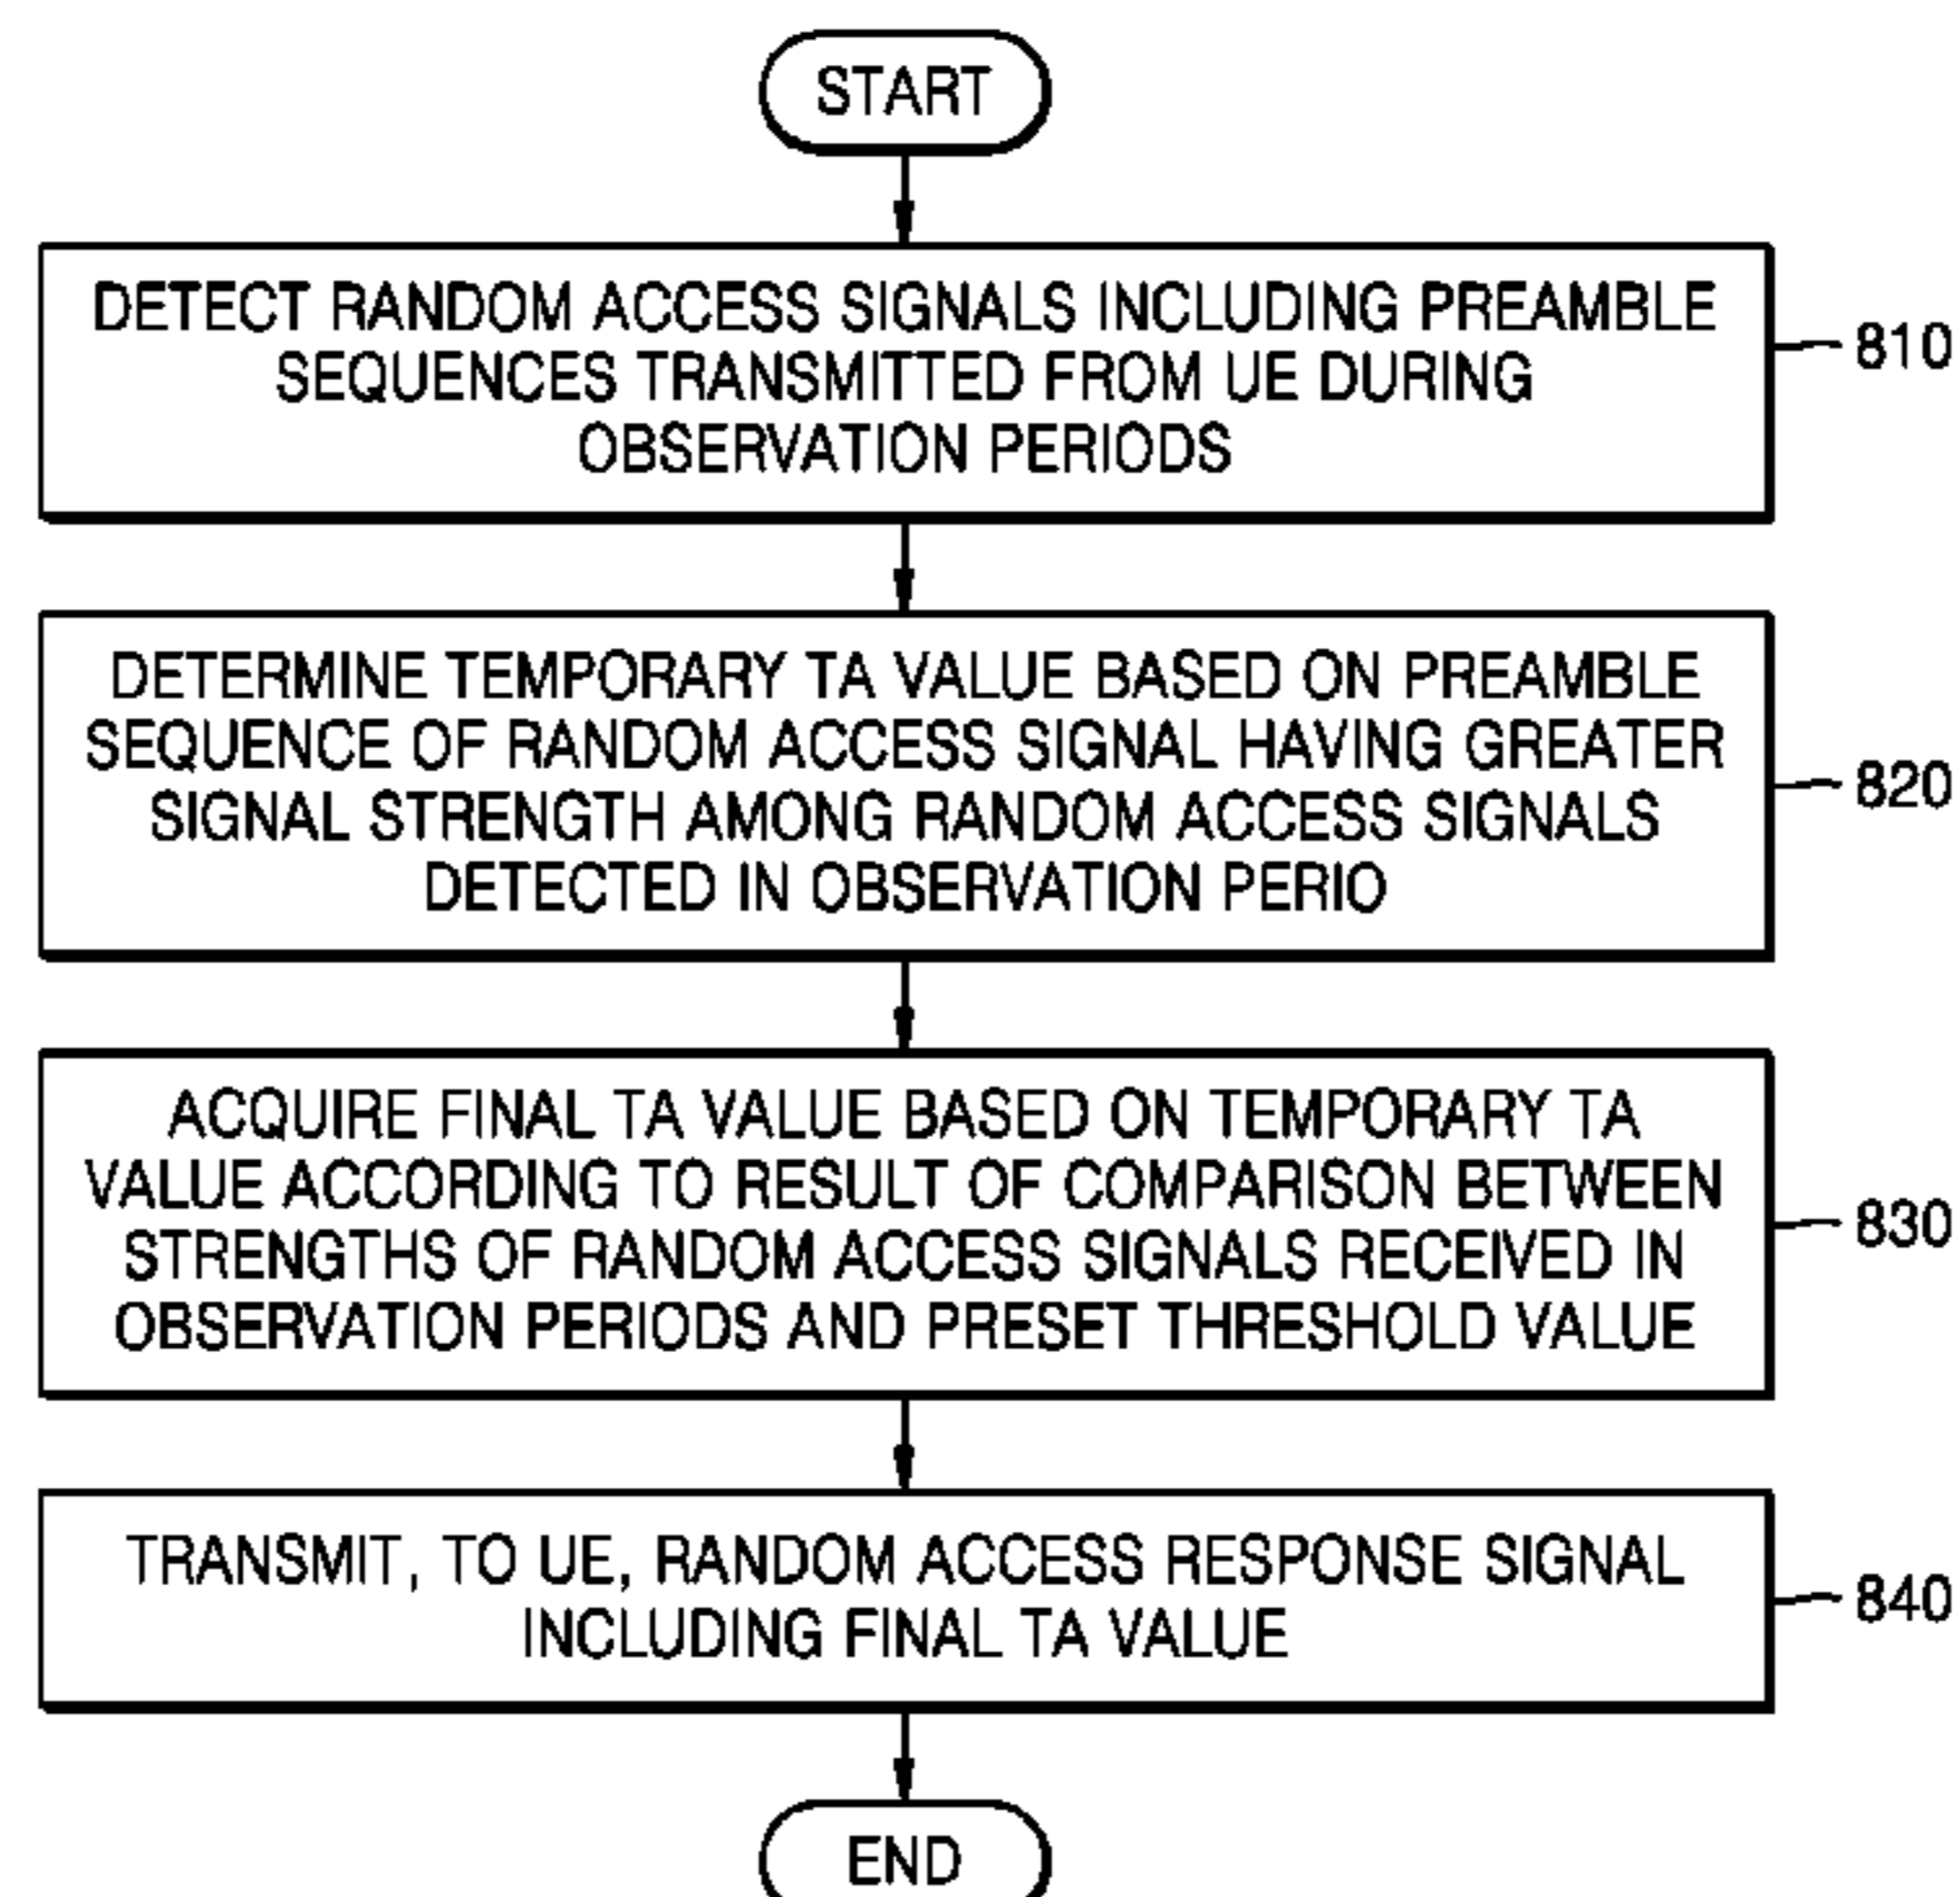 START
DETECT RANDOM ACCESS SIGNALS INCLUDING PREAMBLE
SEQUENCES TRANSMITTED FROM UE DURING
OBSERVATION PERIODS
810
DETERMINE TEMPORARY TA VALUE BASED ON PREAMBLE
SEQUENCE OF RANDOM ACCESS SIGNAL HAVING GREATER
SIGNAL STRENGTH AMONG RANDOM ACCESS SIGNALS
DETECTED IN OBSERVATION PERIO
820
ACQUIRE FINAL TA VALUE BASED ON TEMPORARY TA
VALUE ACCORDING TO RESULT OF COMPARISON BETWEEN
STRENGTHS OF RANDOM ACCESS SIGNALS RECEIVED IN
OBSERVATION PERIODS AND PRESET THRESHOLD VALUE
830
TRANSMIT, TO UE, RANDOM ACCESS RESPONSE SIGNAL
INCLUDING FINAL TA VALUE
840
END